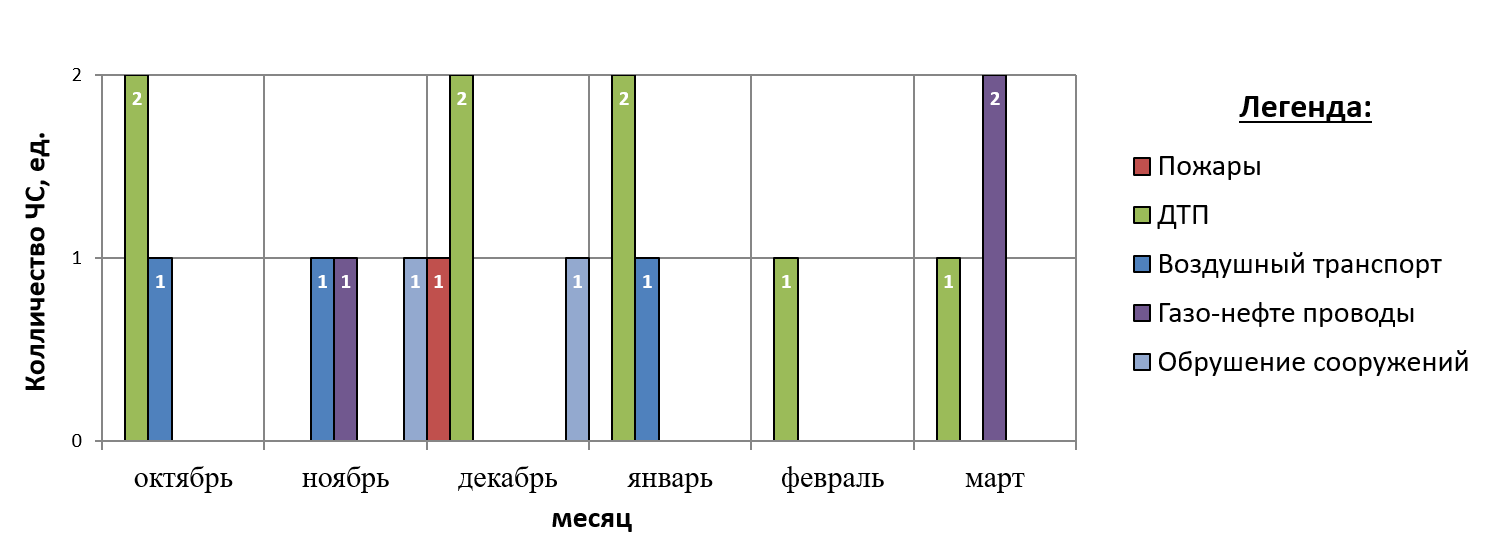 Колличество ЧС, ед.
2
1
0
2
1
1
1
1
1
2
1
2
1
1
1
2
октябрь
ноябрь
декабрь
январь
февраль
март
месяц
Легенда:
Пожары
ДТП
Воздушный транспорт
Газо-нефте проводы
Обрушение сооружений